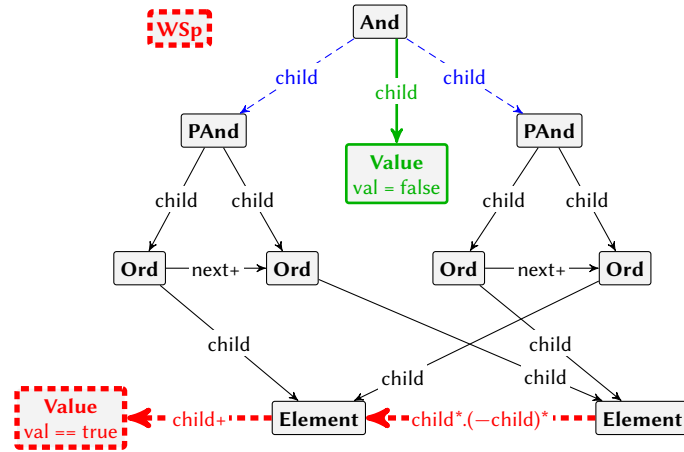 WSp
And
child
child
child
PAnd
PAnd
Value
val = false
child
child
child
child
Ord
next+
Ord
Ord
next+
Ord
child
child
child
child
Value
val == true
child+
Element
child*.(−child)*
Element